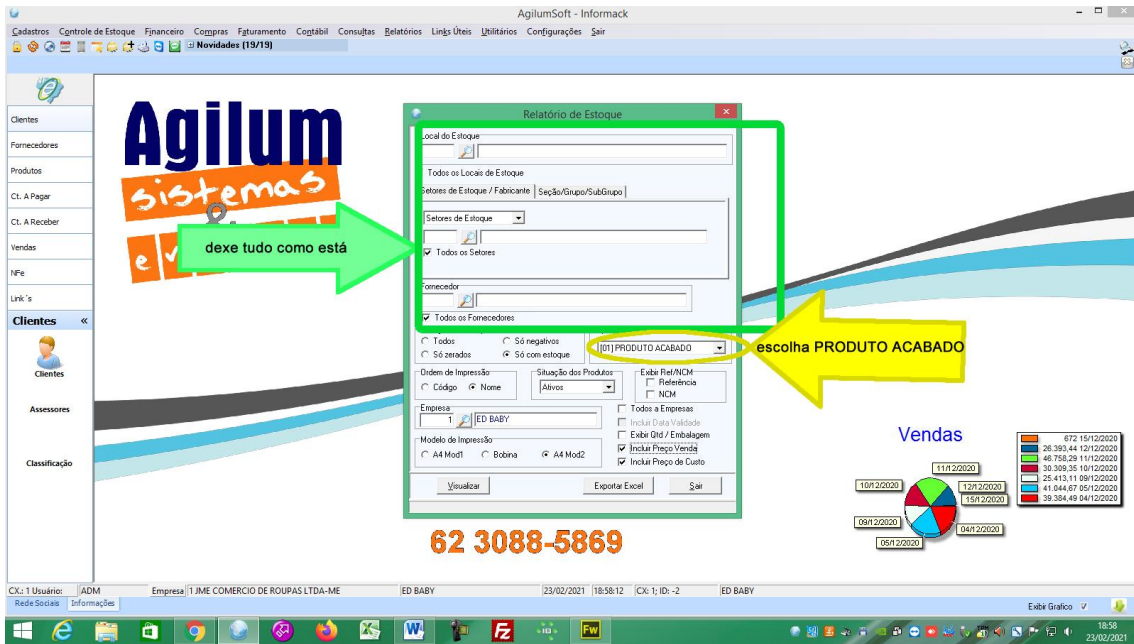 AgilumSoft - Informack
Cadastros Controle de Estoque Financeiro Compras Faturamento Contábil Consultas Relatórios Links Úteis Utilitários Configurações Sair
Novidades (19/19)
Clientes
Fornecedores
Produtos
Ct. A Pagar
Ct. A Receber
Vendas
NFe
Link´s
Clientes «
Clientes
Assessores
Classificação
Agilum
sistemas
&
dexe tudo como está
Relatório de Estoque
Local do Estoque
Todos os Locais de Estoque
Setores de Estoque / Fabricante Seção/Grupo/SubGrupo
Setores de Estoque
Todos os Setores
Fornecedor
Todos os Fornecedores
Todos Só negativos
Só zerados Só com estoque
[01] PRODUTO ACABADO
escolha PRODUTO ACABADO
Ordem de Impressão
Código Nome
Situação dos Produtos
Ativos
Exibir Ref/NCM
Referência
NCM
Empresa
1 ED BABY
Todos a Empresas
Incluir Data Validade
Exibir Qtd / Embalagem
Incluir Preço Venda
Incluir Preço de Custo
Modelo de Impressão
A4 Mod1 Bobina A4 Mod2
Visualizar Exportar Excel Sair
62 3088-5869
Vendas
672 15/12/2020
26.393,44 12/12/2020
46.758,29 11/12/2020
30.309,35 10/12/2020
25.413,11 09/12/2020
41.044,67 05/12/2020
39.384,49 04/12/2020
11/12/2020
10/12/2020
12/12/2020
15/12/2020
09/12/2020
04/12/2020
05/12/2020
CX.: 1 Usuário: ADM Empresa 1 JME COMERCIO DE ROUPAS LTDA-ME ED BABY 23/02/2021 18:58:12 CX: 1; ID: -2 ED BABY
Rede Sociais Informações
Exibir Grafico
18:58
23/02/2021